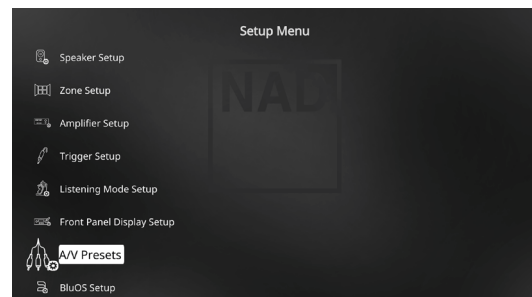 Setup Menu
NAD
Speaker Setup
Zone Setup
Amplifier Setup
Trigger Setup
Listening Mode Setup
Front Panel Display Setup
A/V Presets
BluOS Setup